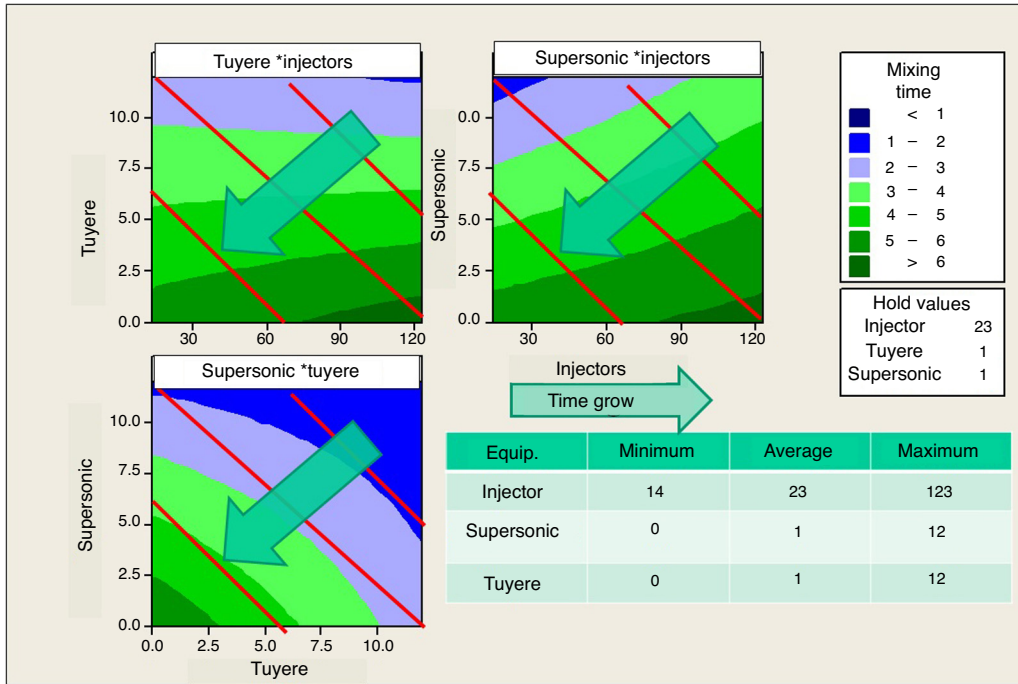 Tuyere *injectors
Tuyere
10.0
7.5
5.0
2.5
0.0
30 60 90 120
Supersonic *injectors
Supersonic
0.0
7.5
5.0
2.5
0.0
30 60 90 120
Injectors
Time grow
Mixing
time
< 1
1 – 2
2 – 3
3 – 4
4 – 5
5 – 6
> 6
Hold values
Injector 23
Tuyere 1
Supersonic 1
Supersonic *tuyere
Supersonic
10.0
7.5
5.0
2.5
0.0
0.0 2.5 5.0 7.5 10.0
Tuyere
Equip. Minimum Average Maximum
Injector 14 23 123
Supersonic 0 1 12
Tuyere 0 1 12